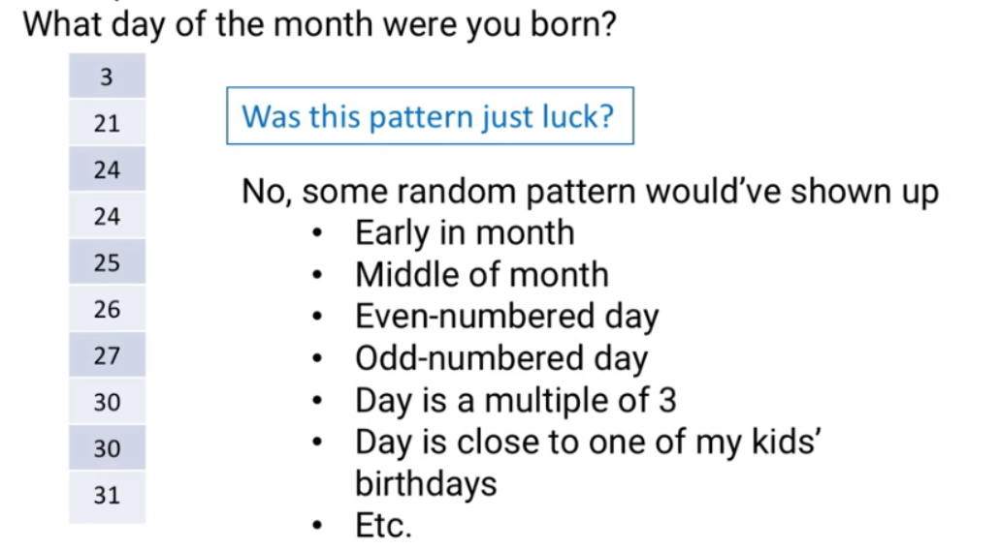 What day of the month were you born?
3
21
24
24
25
26
27
30
30
31
Was this pattern just luck?
No, some random pattern would’ve shown up
• Early in month
• Middle of month
• Even-numbered day
• Odd-numbered day
• Day is a multiple of 3
• Day is close to one of my kids’
birthdays
• Etc.